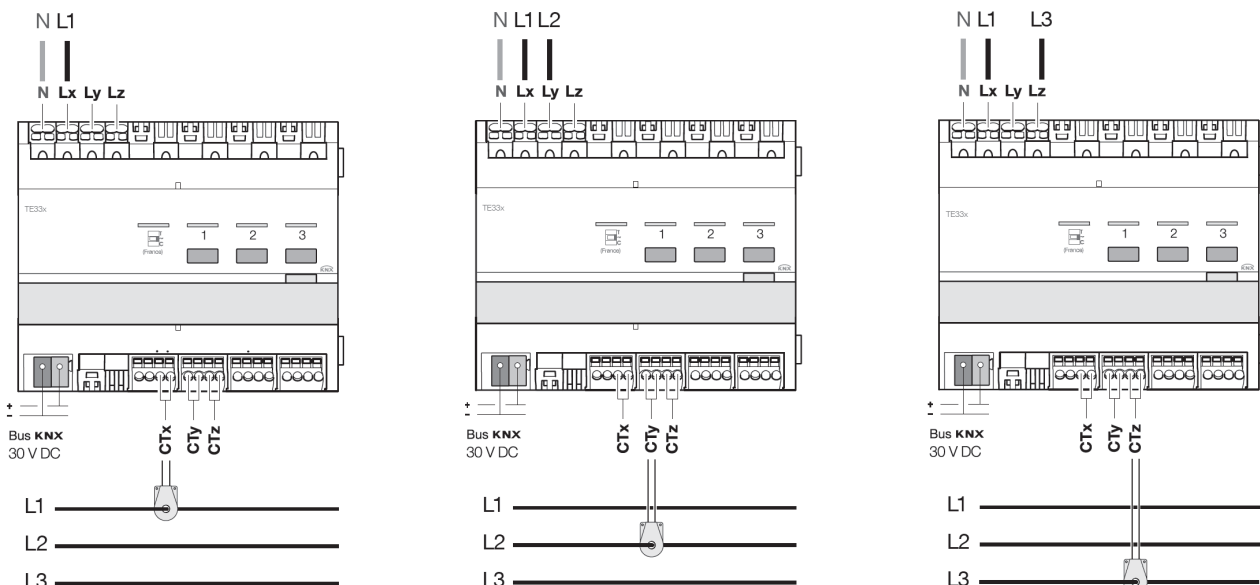 N L1
N Lx Ly Lz
TE33x
(France)
1 2 3
KNX
+
-
Bus KNX
30 V DC
CTx
CTy
CTz
L1
L2
L3
N L1 L2
N Lx Ly Lz
TE33x
(France)
1 2 3
KNX
+
-
Bus KNX
30 V DC
CTx
CTy
CTz
L1
L2
L3
N L1 L3
N Lx Ly Lz
TE33x
(France)
1 2 3
KNX
+
-
Bus KNX
30 V DC
CTx
CTy
CTz
L1
L2
L3